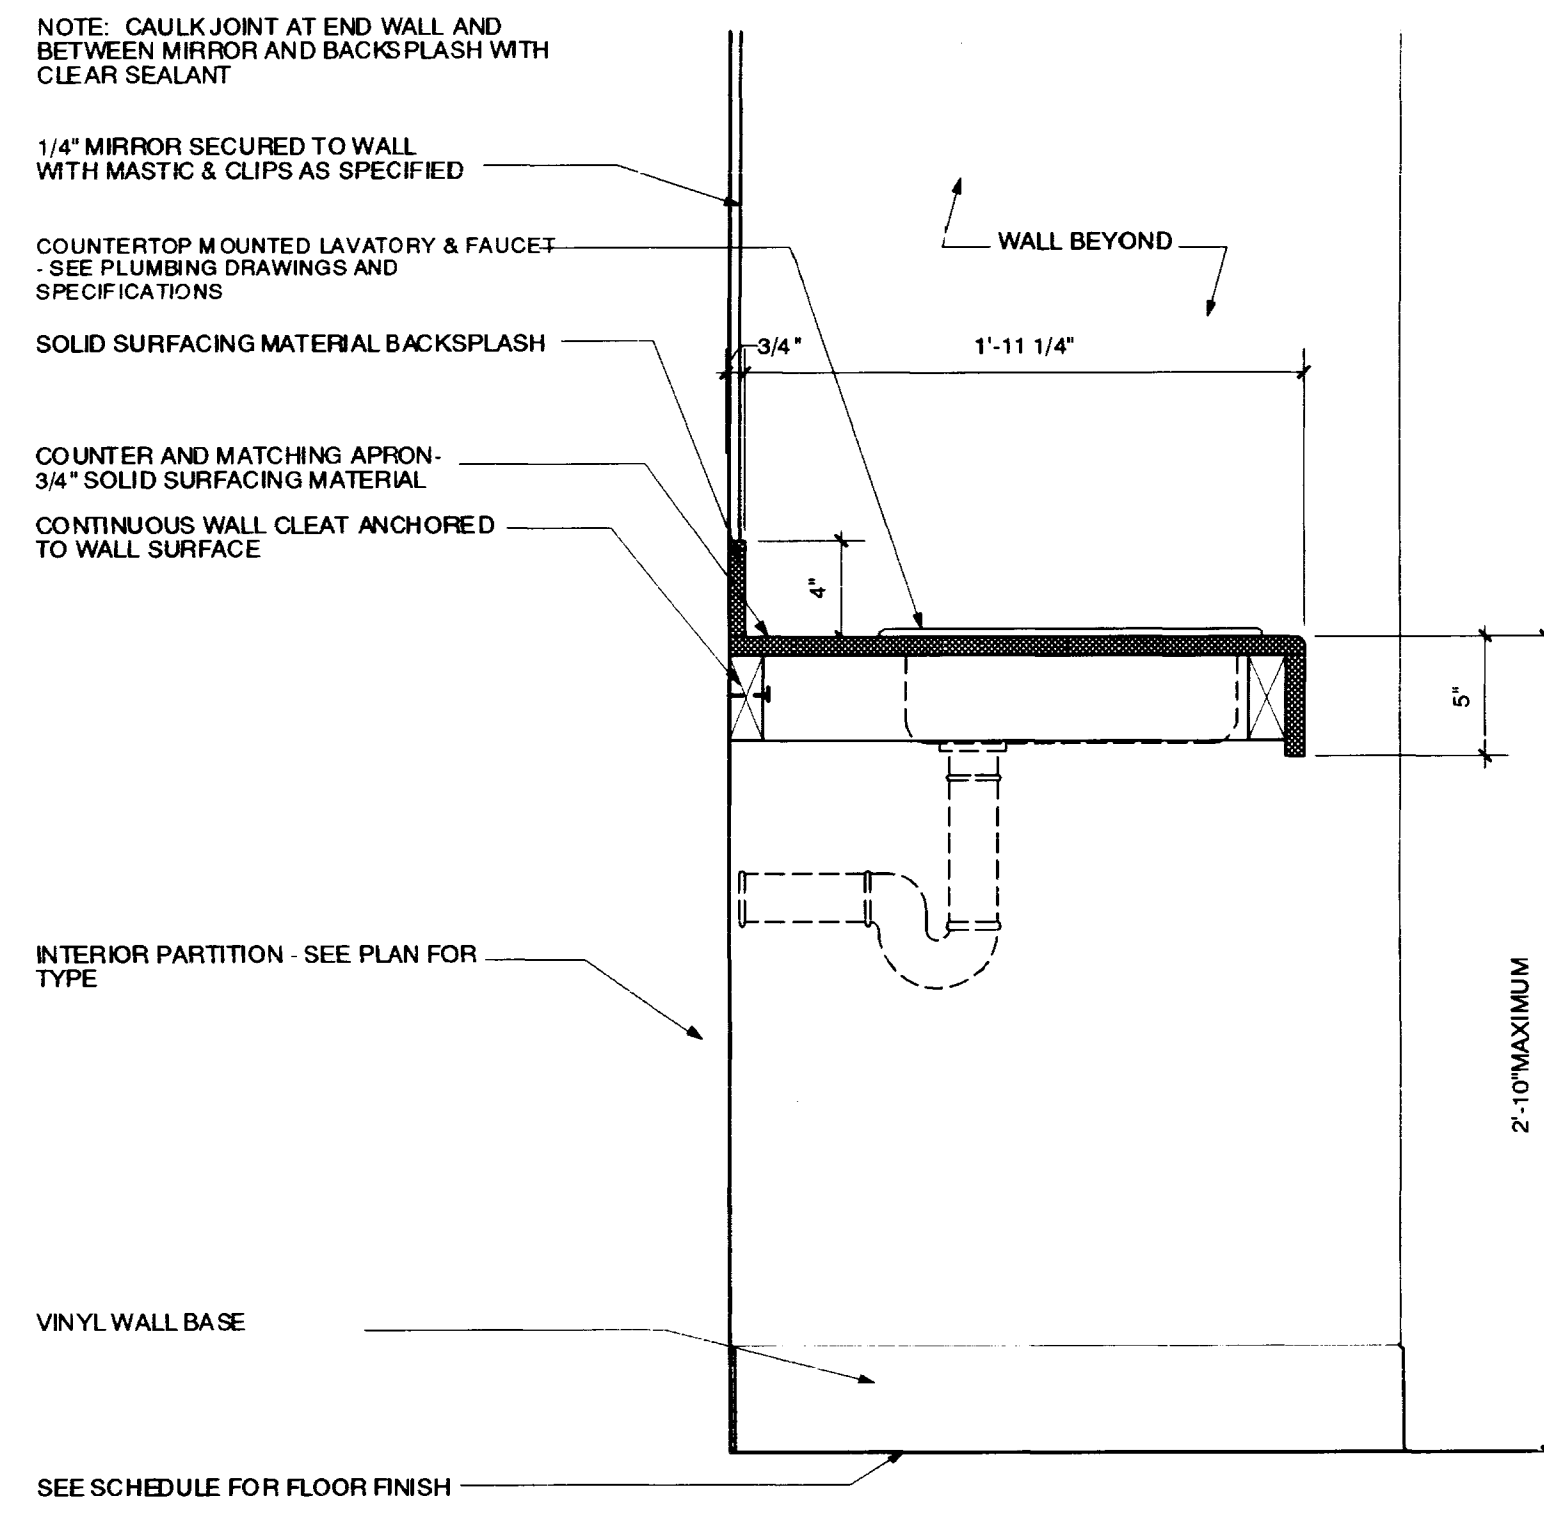 NOTE: CAULK JOINT AT END WALL AND
BETWEEN MIRROR AND BACKSPLASH WITH
CLEAR SEALANT
1/4" MIRROR SECURED TO WALL
WITH MASTIC & CLIPS AS SPECIFIED
COUNTERTOP MOUNTED LAVATORY & FAUCET
- SEE PLUMBING DRAWINGS AND
SPECIFICATIONS
WALL BEYOND
SOLID SURFACING MATERIAL BACKSPLASH
3/4"
1'-11 1/4"
COUNTER AND MATCHING APRON-
3/4" SOLID SURFACING MATERIAL
CONTINUOUS WALL CLEAT ANCHORED
TO WALL SURFACE
4"
5"
INTERIOR PARTITION - SEE PLAN FOR
TYPE
2'-10"MAXIMUM
VINYL WALL BASE
SEE SCHEDULE FOR FLOOR FINISH